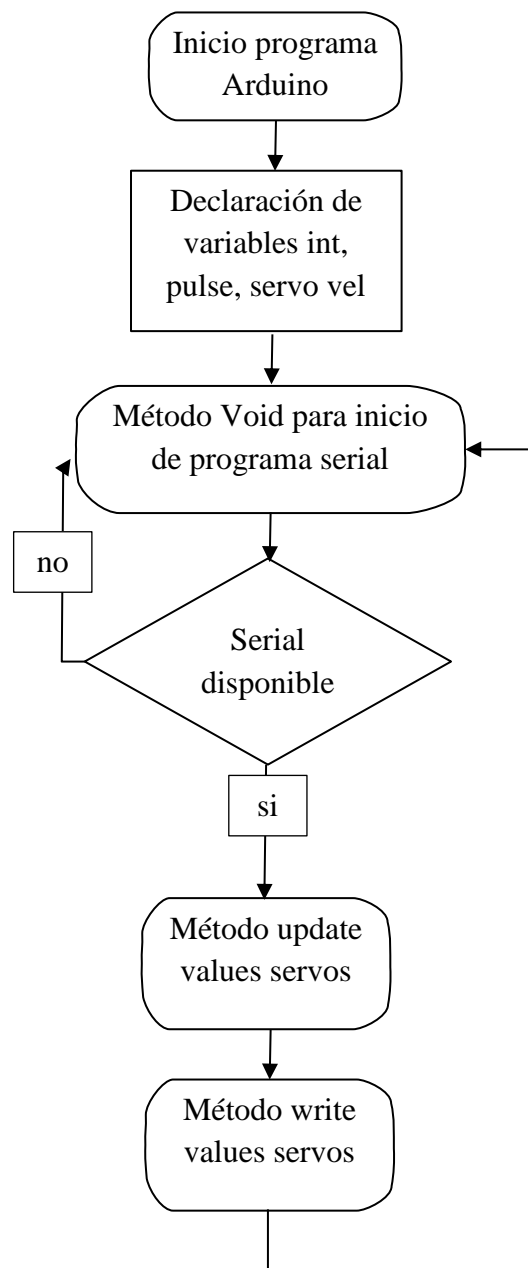 Inicio programa
Arduino
Declaración de
variables int,
pulse, servo vel
Método Void para inicio
de programa serial
no
Serial
disponible
si
Método update
values servos
Método write
values servos